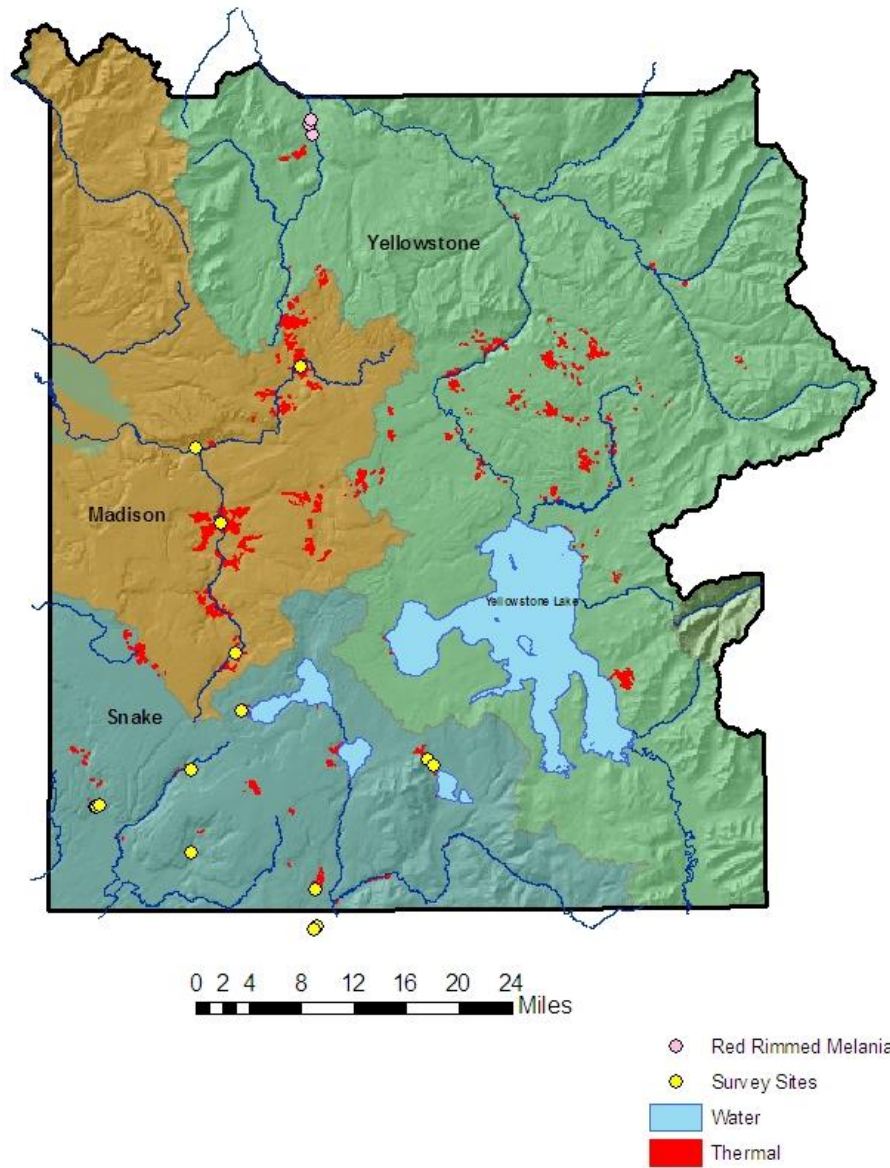 Yellowstone
Madison
Yellowstone Lake
Snake
0 2 4 8 12 16 20 24
Miles
Red Rimmed Melania
Survey Sites
Water
Thermal